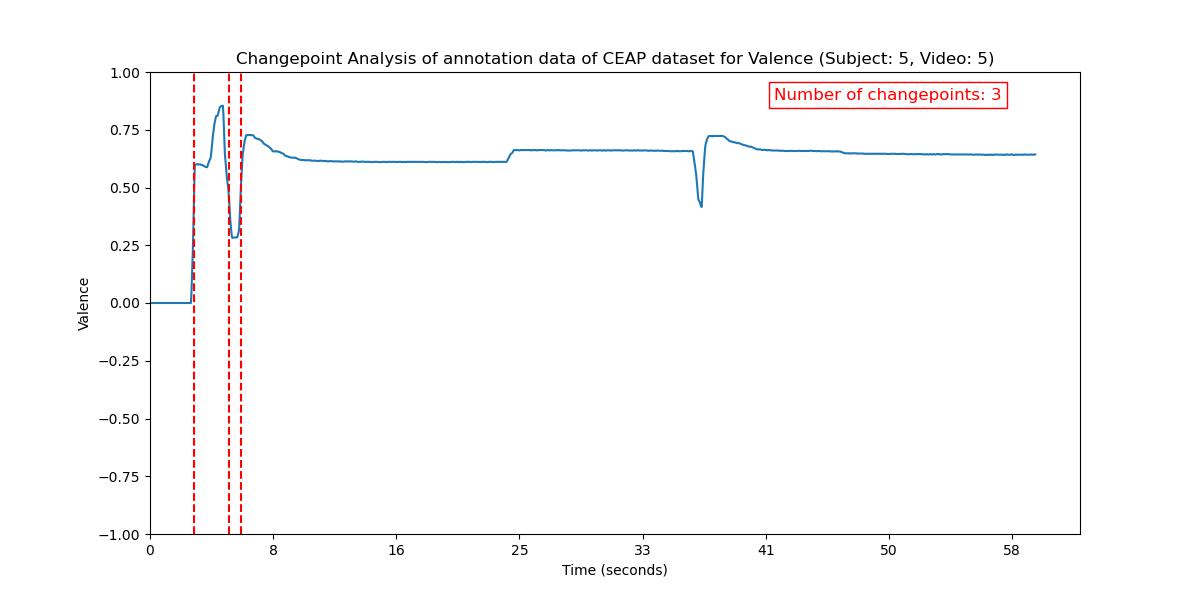 Changepoint Analysis of annotation data of CEAP dataset for Valence (Subject: 5, Video: 5)
Number of changepoints: 3
1.00
0.75
0.50
0.25
0.00
−0.25
−0.50
−0.75
−1.00
Valence
0 8 16 25 33 41 50 58
Time (seconds)